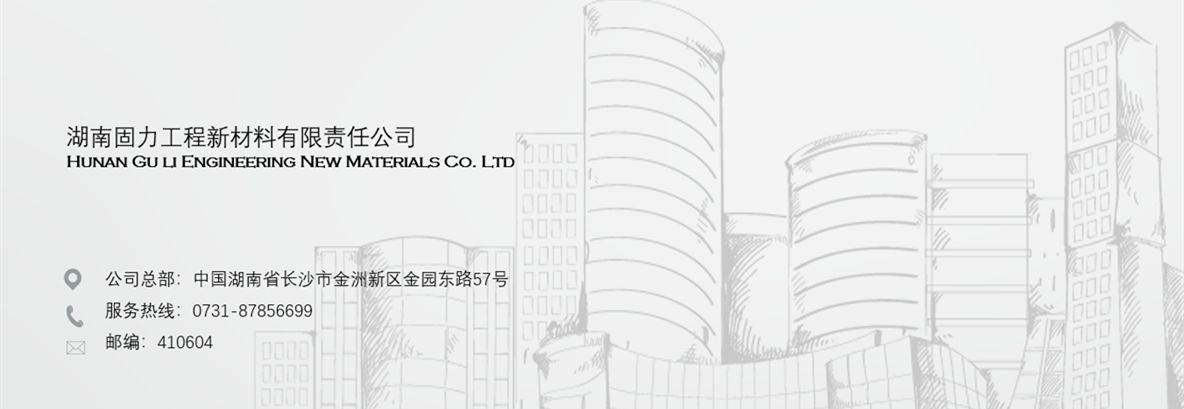 湖南固力工程新材料有限责任公司
HUNAN GU LI ENGINEERING NEW MATERIALS CO. LTD
公司总部：中国湖南省长沙市金洲新区金园东路57号
服务热线：0731-87856699
邮编：410604